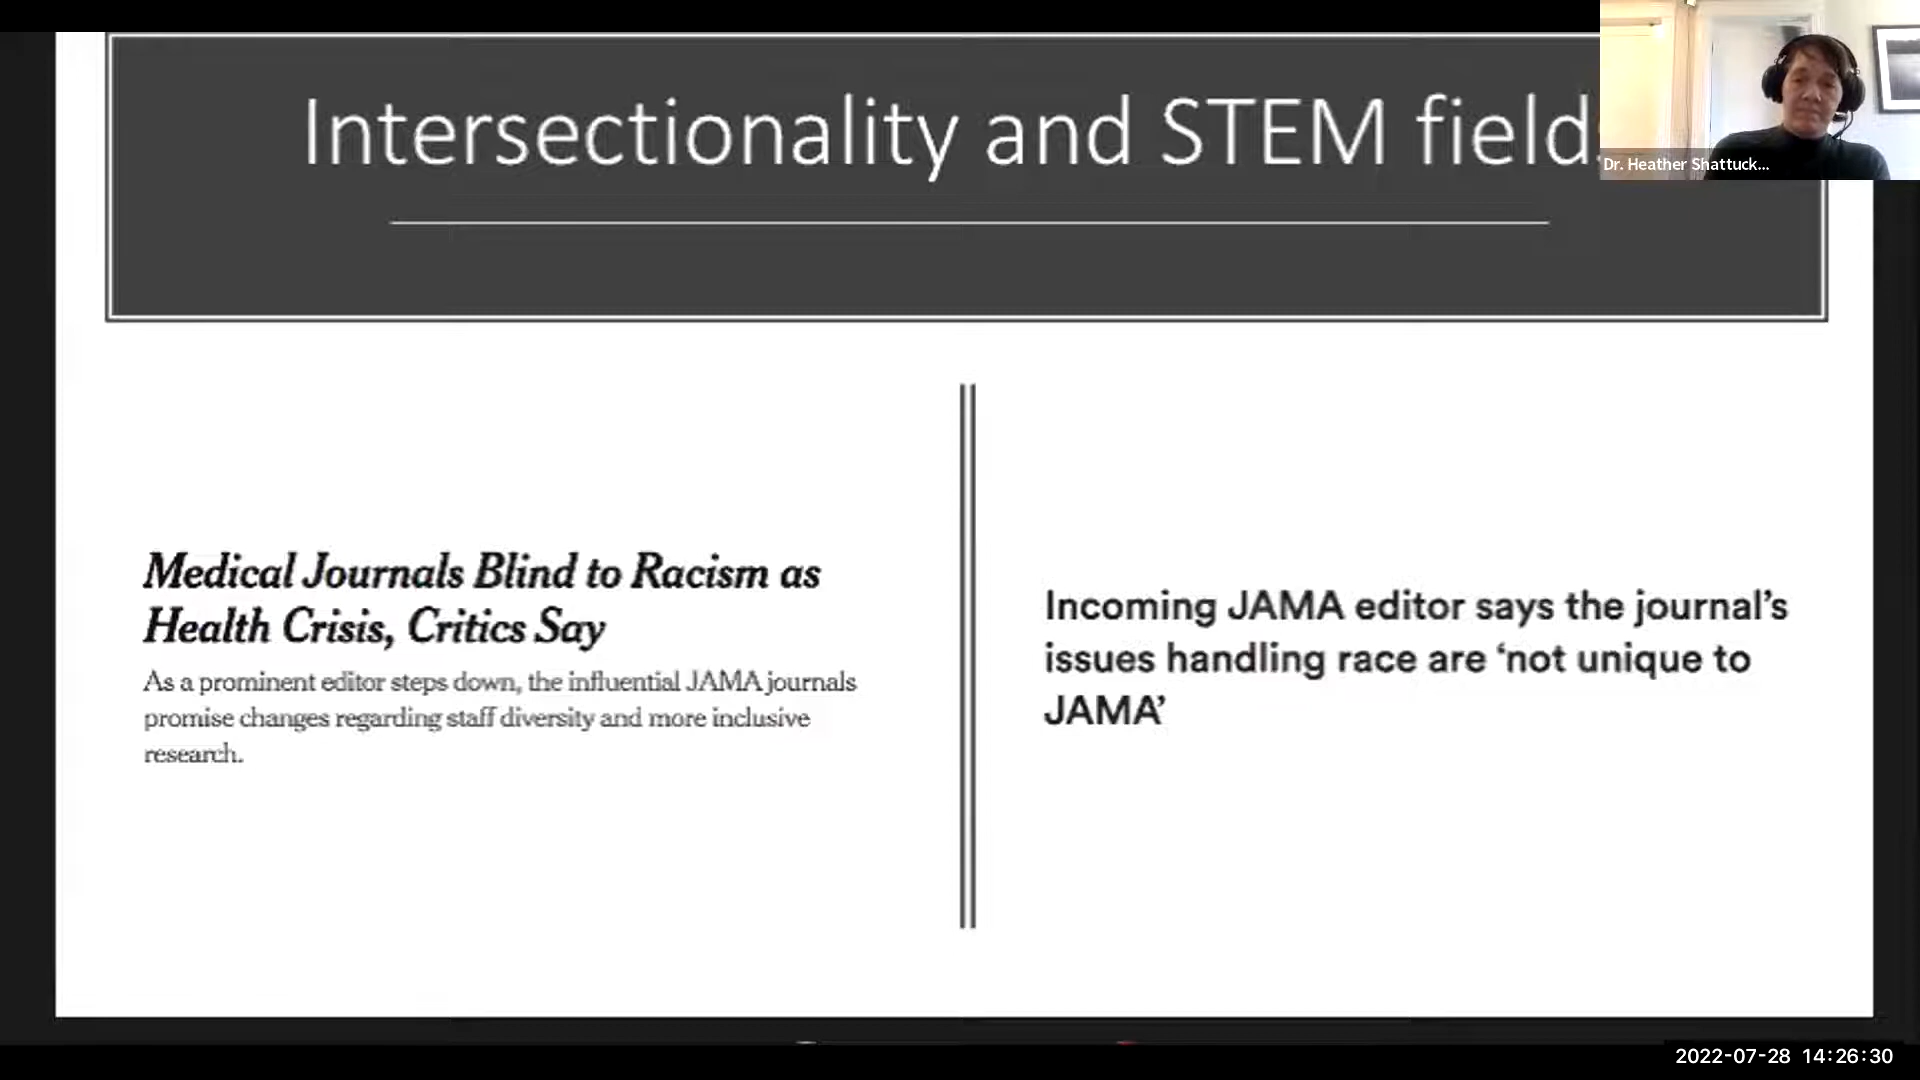 Intersectionality and STEM field
Dr. Heather Shattuck...
Medical Journals Blind to Racism as
Health Crisis, Critics Say
As a prominent editor steps down, the influential JAMA journals
promise changes regarding staff diversity and more inclusive
research.
Incoming JAMA editor says the journal’s
issues handling race are ‘not unique to
JAMA’
2022-07-28 14:26:30